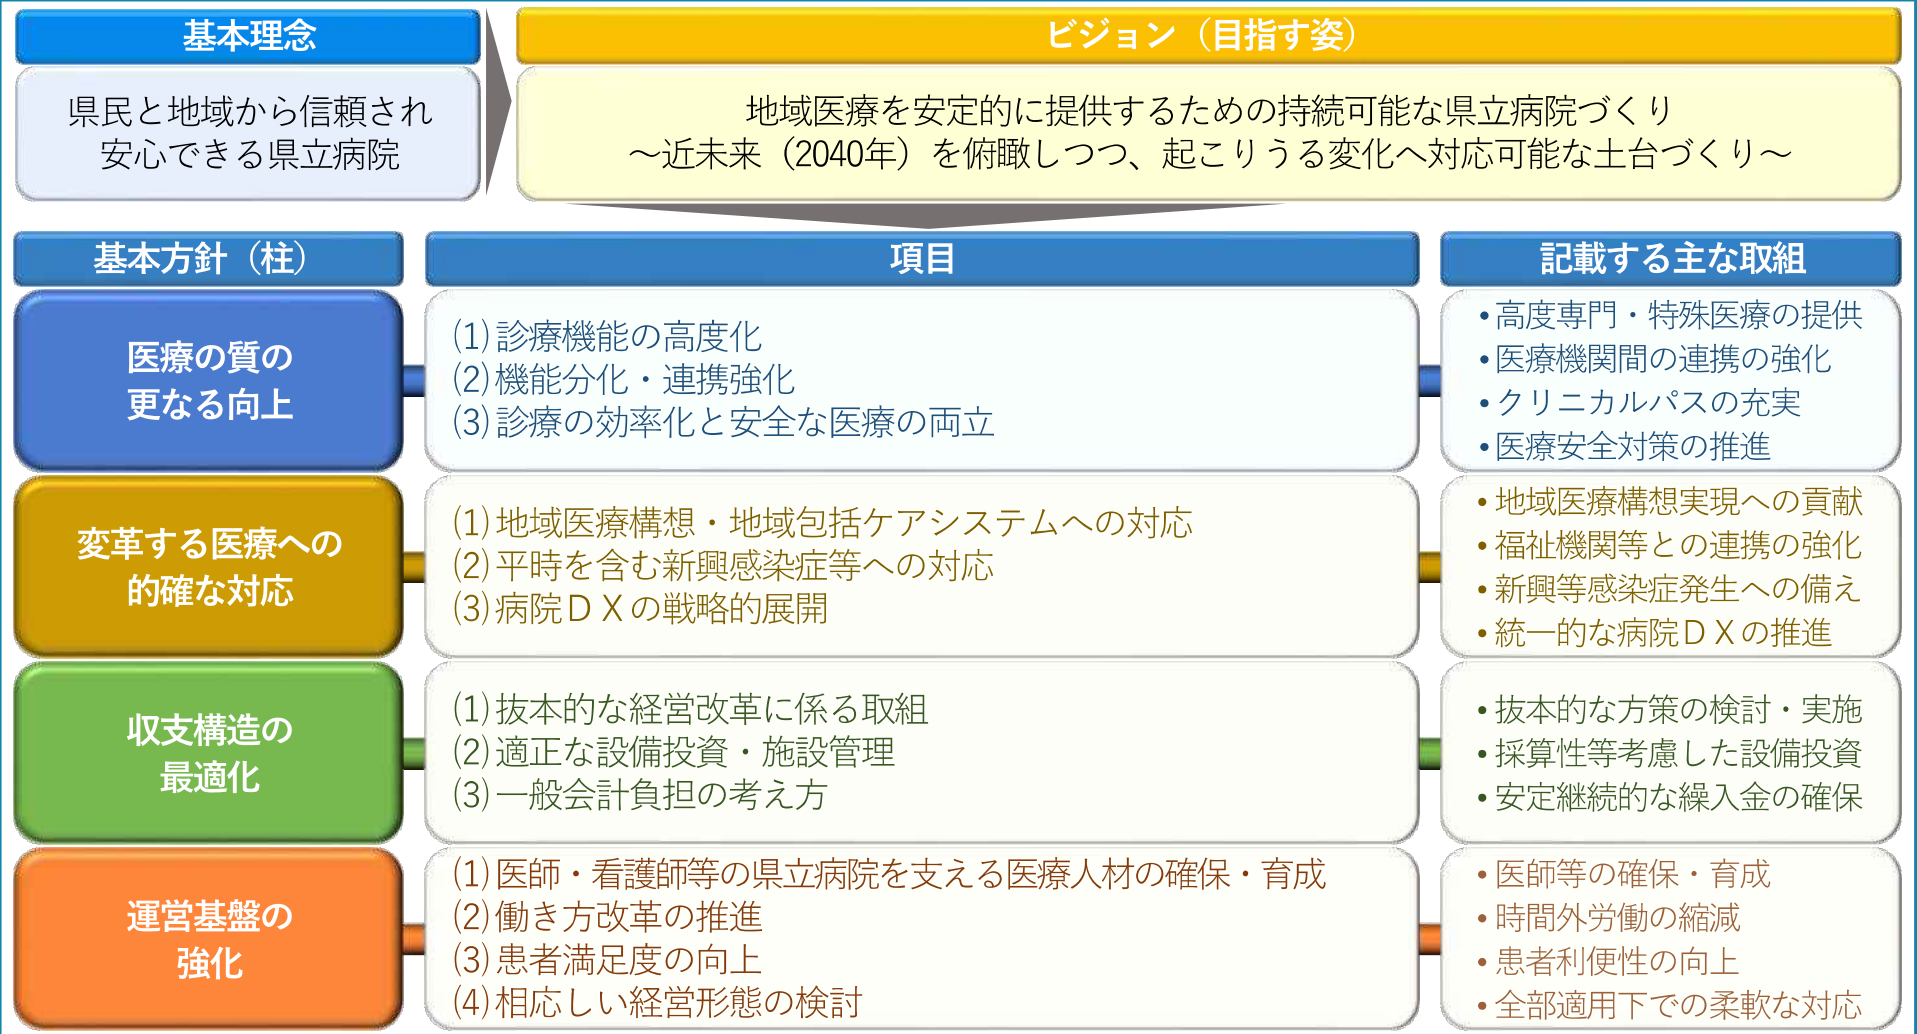 基本理念
県民と地域から信頼され
安心できる県立病院
ビジョン（目指す姿）
地域医療を安定的に提供するための持続可能な県立病院づくり
～近未来（2040年）を俯瞰しつつ、起こりうる変化へ対応可能な土台づくり～
基本方針（柱）
項目
記載する主な取組
医療の質の
更なる向上
(1) 診療機能の高度化
(2) 機能分化・連携強化
(3) 診療の効率化と安全な医療の両立
• 高度専門・特殊医療の提供
• 医療機関間の連携の強化
• クリニカルパスの充実
• 医療安全対策の推進
変革する医療への
的確な対応
(1) 地域医療構想・地域包括ケアシステムへの対応
(2) 平時を含む新興感染症等への対応
(3) 病院ＤＸの戦略的展開
• 地域医療構想実現への貢献
• 福祉機関等との連携の強化
• 新興等感染症発生への備え
• 統一的な病院ＤＸの推進
収支構造の
最適化
(1) 抜本的な経営改革に係る取組
(2) 適正な設備投資・施設管理
(3) 一般会計負担の考え方
• 抜本的な方策の検討・実施
• 採算性等考慮した設備投資
• 安定継続的な繰入金の確保
運営基盤の
強化
(1) 医師・看護師等の県立病院を支える医療人材の確保・育成
(2) 働き方改革の推進
(3) 患者満足度の向上
(4) 相応しい経営形態の検討
• 医師等の確保・育成
• 時間外労働の縮減
• 患者利便性の向上
• 全部適用下での柔軟な対応